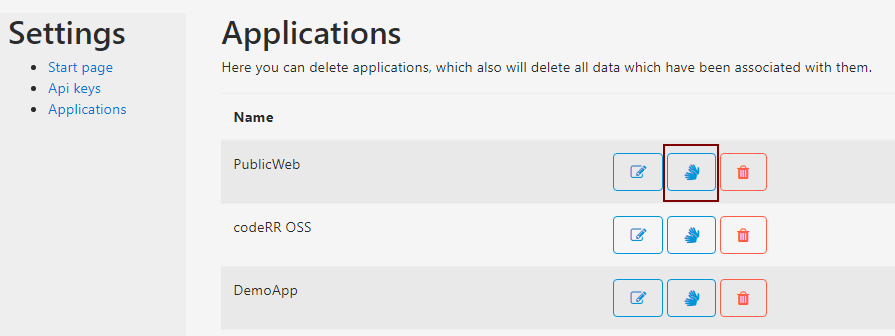 Settings
Start page
Api keys
Applications
Applications
Here you can delete applications, which also will delete all data which have been associated with them.
Name
PublicWeb
codeRR OSS
DemoApp